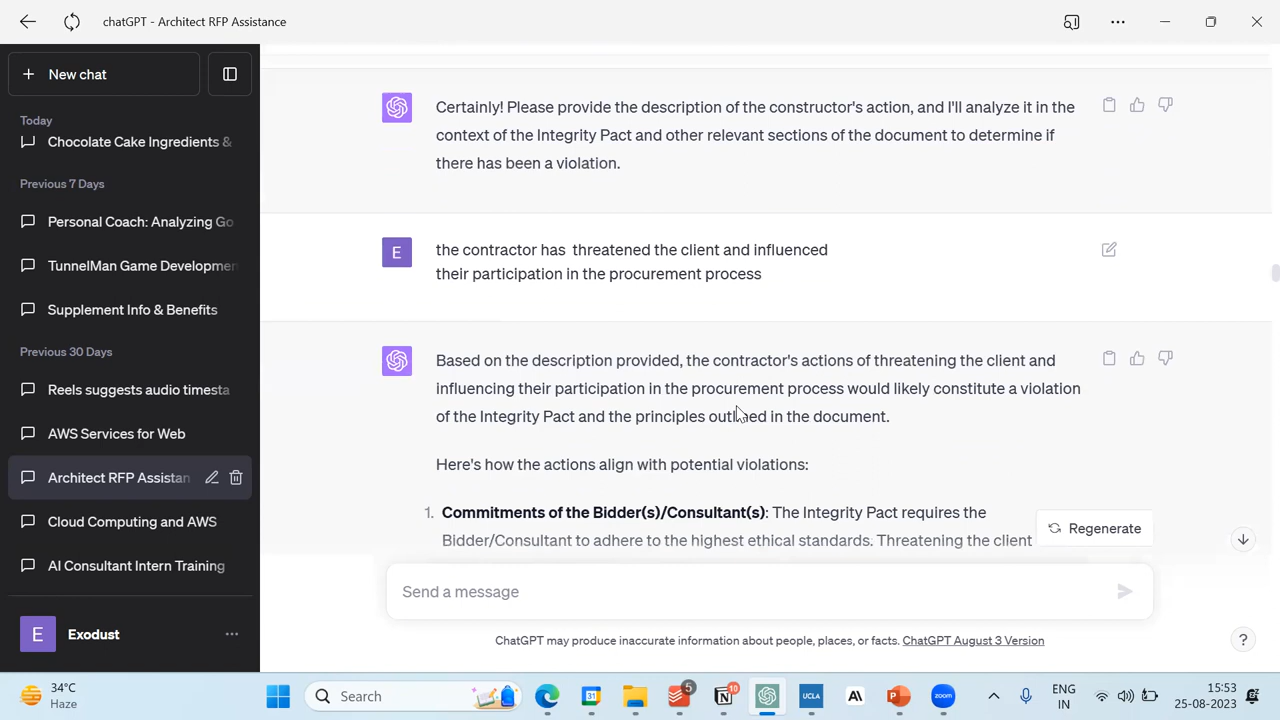 chatGPT - Architect RFP Assistance
New chat
Today
Chocolate Cake Ingredients &
Previous 7 Days
Personal Coach: Analyzing Go
TunnelMan Game Developmen
Supplement Info & Benefits
Previous 30 Days
Reels suggests audio timesta
AWS Services for Web
Architect RFP Assistan
Cloud Computing and AWS
AI Consultant Intern Training
E Exodust
Certainly! Please provide the description of the constructor's action, and I'll analyze it in the
context of the Integrity Pact and other relevant sections of the document to determine if
there has been a violation.
E
the contractor has threatened the client and influenced
their participation in the procurement process
Based on the description provided, the contractor's actions of threatening the client and
influencing their participation in the procurement process would likely constitute a violation
of the Integrity Pact and the principles outlined in the document.
Here's how the actions align with potential violations:
1. Commitments of the Bidder(s)/Consultant(s): The Integrity Pact requires the
Bidder/Consultant to adhere to the highest ethical standards. Threatening the client
Regenerate
Send a message
ChatGPT may produce inaccurate information about people, places, or facts. ChatGPT August 3 Version
?
34°C
Haze
Search
5
10
UCLA
A\
P
zoom
ENG
IN
15:53
25-08-2023